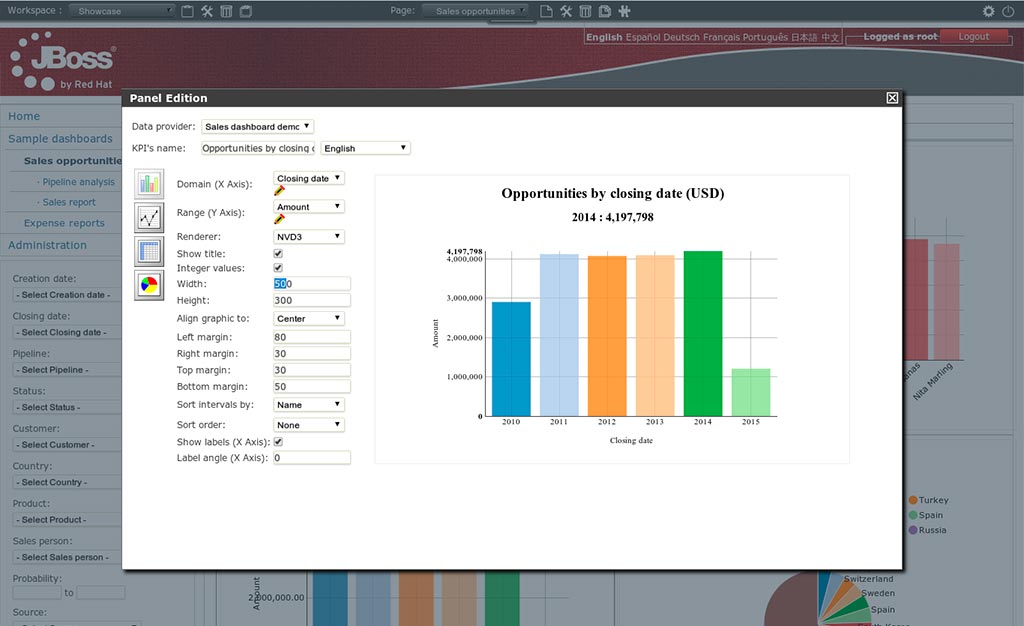 Workspace : Showcase Page: Sales opportunities
English Español Deutsch Français Português 日本語 中文 Logged as root Logout
JBoss
by Red Hat
Home
Sample dashboards
Sales opportunitie
· Pipeline analysis
· Sales report
Expense reports
Administration
Creation date:
- Select Creation date -
Closing date:
- Select Closing date -
Pipeline:
- Select Pipeline -
Status:
- Select Status -
Customer:
- Select Customer -
Country:
- Select Country -
Product:
- Select Product -
Sales person:
- Select Sales person -
Probability:
to
Source:
Panel Edition
Data provider: Sales dashboard demo
KPI's name: Opportunities by closing English
Domain (X Axis): Closing date
Range (Y Axis): Amount
Renderer: NVD3
Show title:
Integer values:
Width: 500
Height: 300
Align graphic to: Center
Left margin: 80
Right margin: 30
Top margin: 30
Bottom margin: 50
Sort intervals by: Name
Sort order: None
Show labels (X Axis):
Label angle (X Axis): 0
Opportunities by closing date (USD)
2014 : 4,197,798
4,197,798
4,000,000
3,000,000
2,000,000
1,000,000
0
Amount
2010 2011 2012 2013 2014 2015
Closing date
Nita Marling
Turkey
Spain
Russia
Amount
2,000,000.00
Switzerland
Sweden
Spain